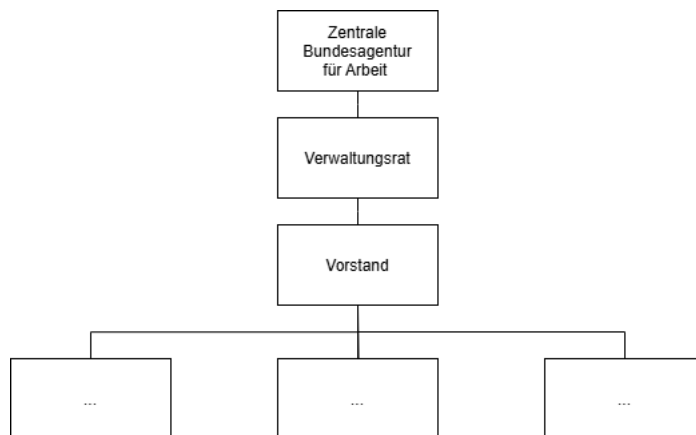 Zentrale
Bundesagentur
für Arbeit
Verwaltungsrat
Vorstand
... ... ...